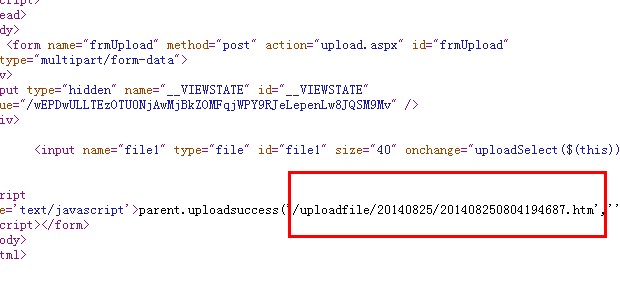 script>
ead>
dy>
<form name="frmUpload" method="post" action="upload.aspx" id="frmUpload"
type="multipart/form-data">
v>
put type="hidden" name="__VIEWSTATE" id="__VIEWSTATE"
ue="/wEPDwULLTEzOTU0NjAwMjBkZOMFqjWPY9RJeLepenLw8JQSM9Mv" />
iv>
<input name="file1" type="file" id="file1" size="40" onchange="uploadSelect($(this))
ript
e='text/javascript'>parent.uploadsuccess('/uploadfile/20140825/201408250804194687.htm',''
script></form>
ody>
tml>